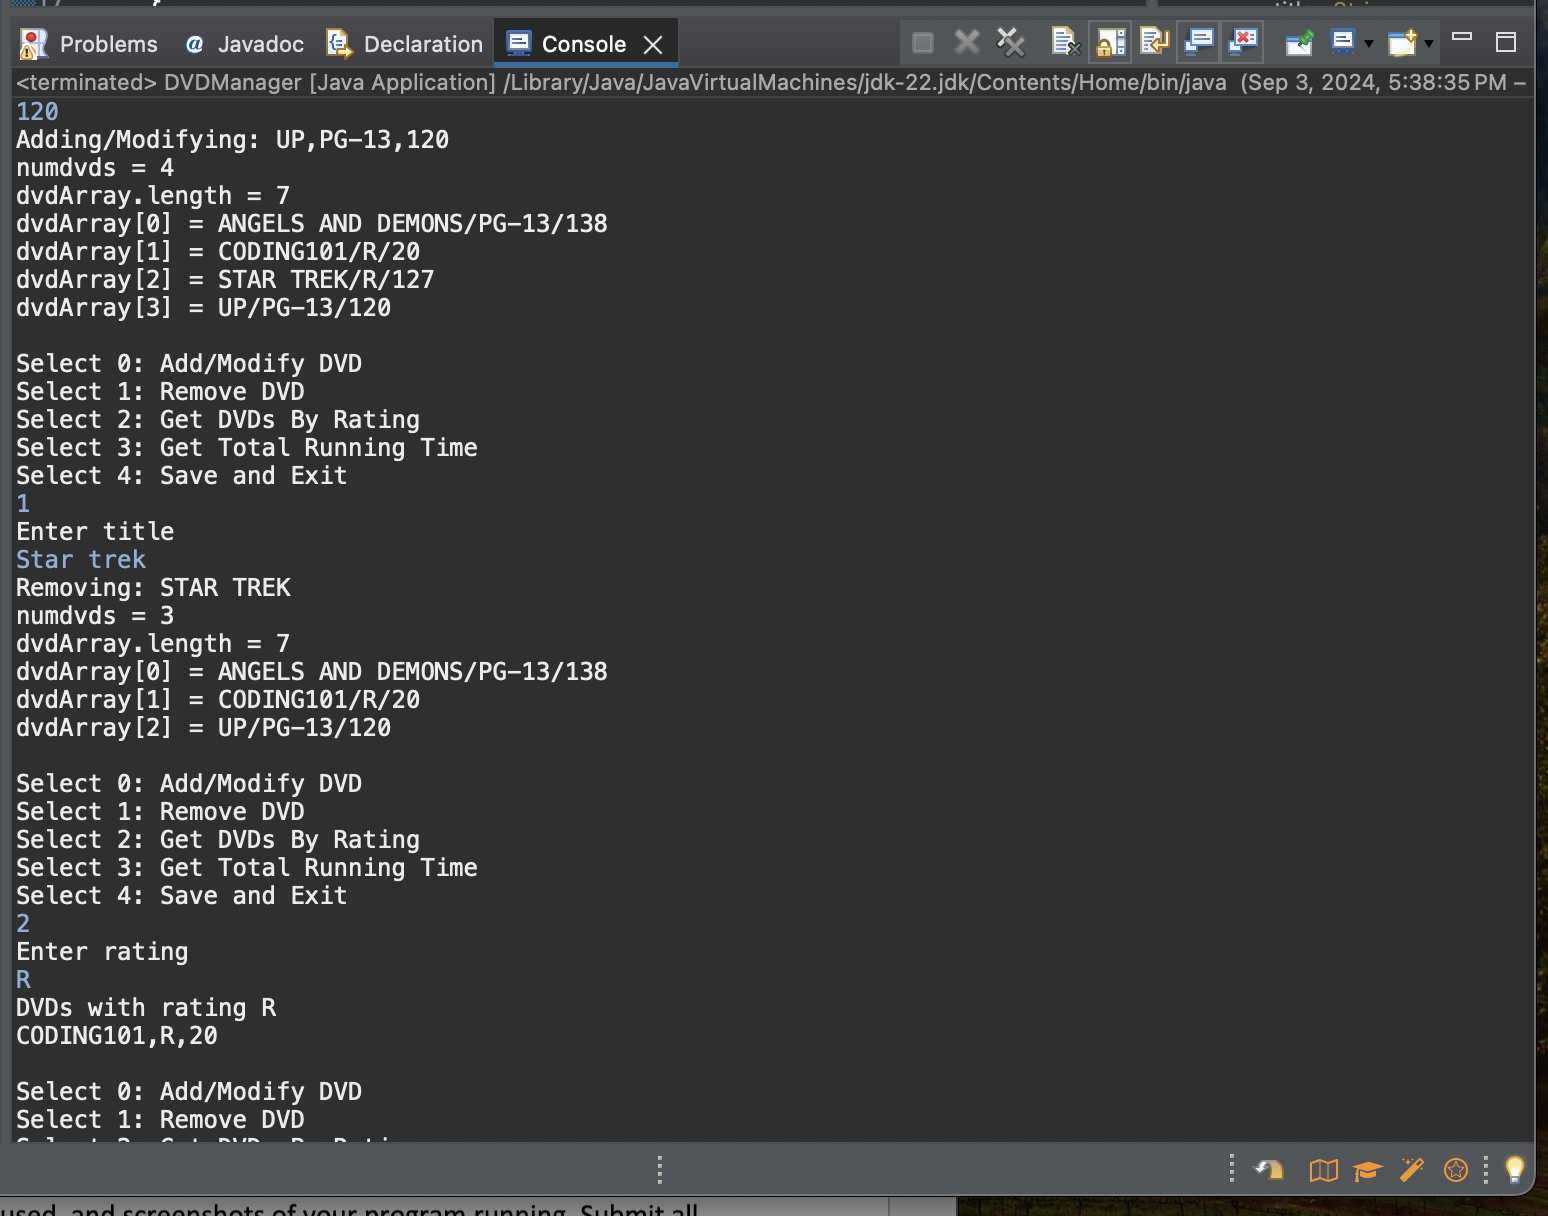 Problems Javadoc Declaration Console
<terminated> DVDManager [Java Application] /Library/Java/JavaVirtualMachines/jdk-22.jdk/Contents/Home/bin/java (Sep 3, 2024, 5:38:35 PM –
120
Adding/Modifying: UP,PG-13,120
numdvds = 4
dvdArray.length = 7
dvdArray[0] = ANGELS AND DEMONS/PG-13/138
dvdArray[1] = CODING101/R/20
dvdArray[2] = STAR TREK/R/127
dvdArray[3] = UP/PG-13/120

Select 0: Add/Modify DVD
Select 1: Remove DVD
Select 2: Get DVDs By Rating
Select 3: Get Total Running Time
Select 4: Save and Exit
1
Enter title
Star trek
Removing: STAR TREK
numdvds = 3
dvdArray.length = 7
dvdArray[0] = ANGELS AND DEMONS/PG-13/138
dvdArray[1] = CODING101/R/20
dvdArray[2] = UP/PG-13/120

Select 0: Add/Modify DVD
Select 1: Remove DVD
Select 2: Get DVDs By Rating
Select 3: Get Total Running Time
Select 4: Save and Exit
2
Enter rating
R
DVDs with rating R
CODING101,R,20

Select 0: Add/Modify DVD
Select 1: Remove DVD
used, and screenshots of your program running. Submit all